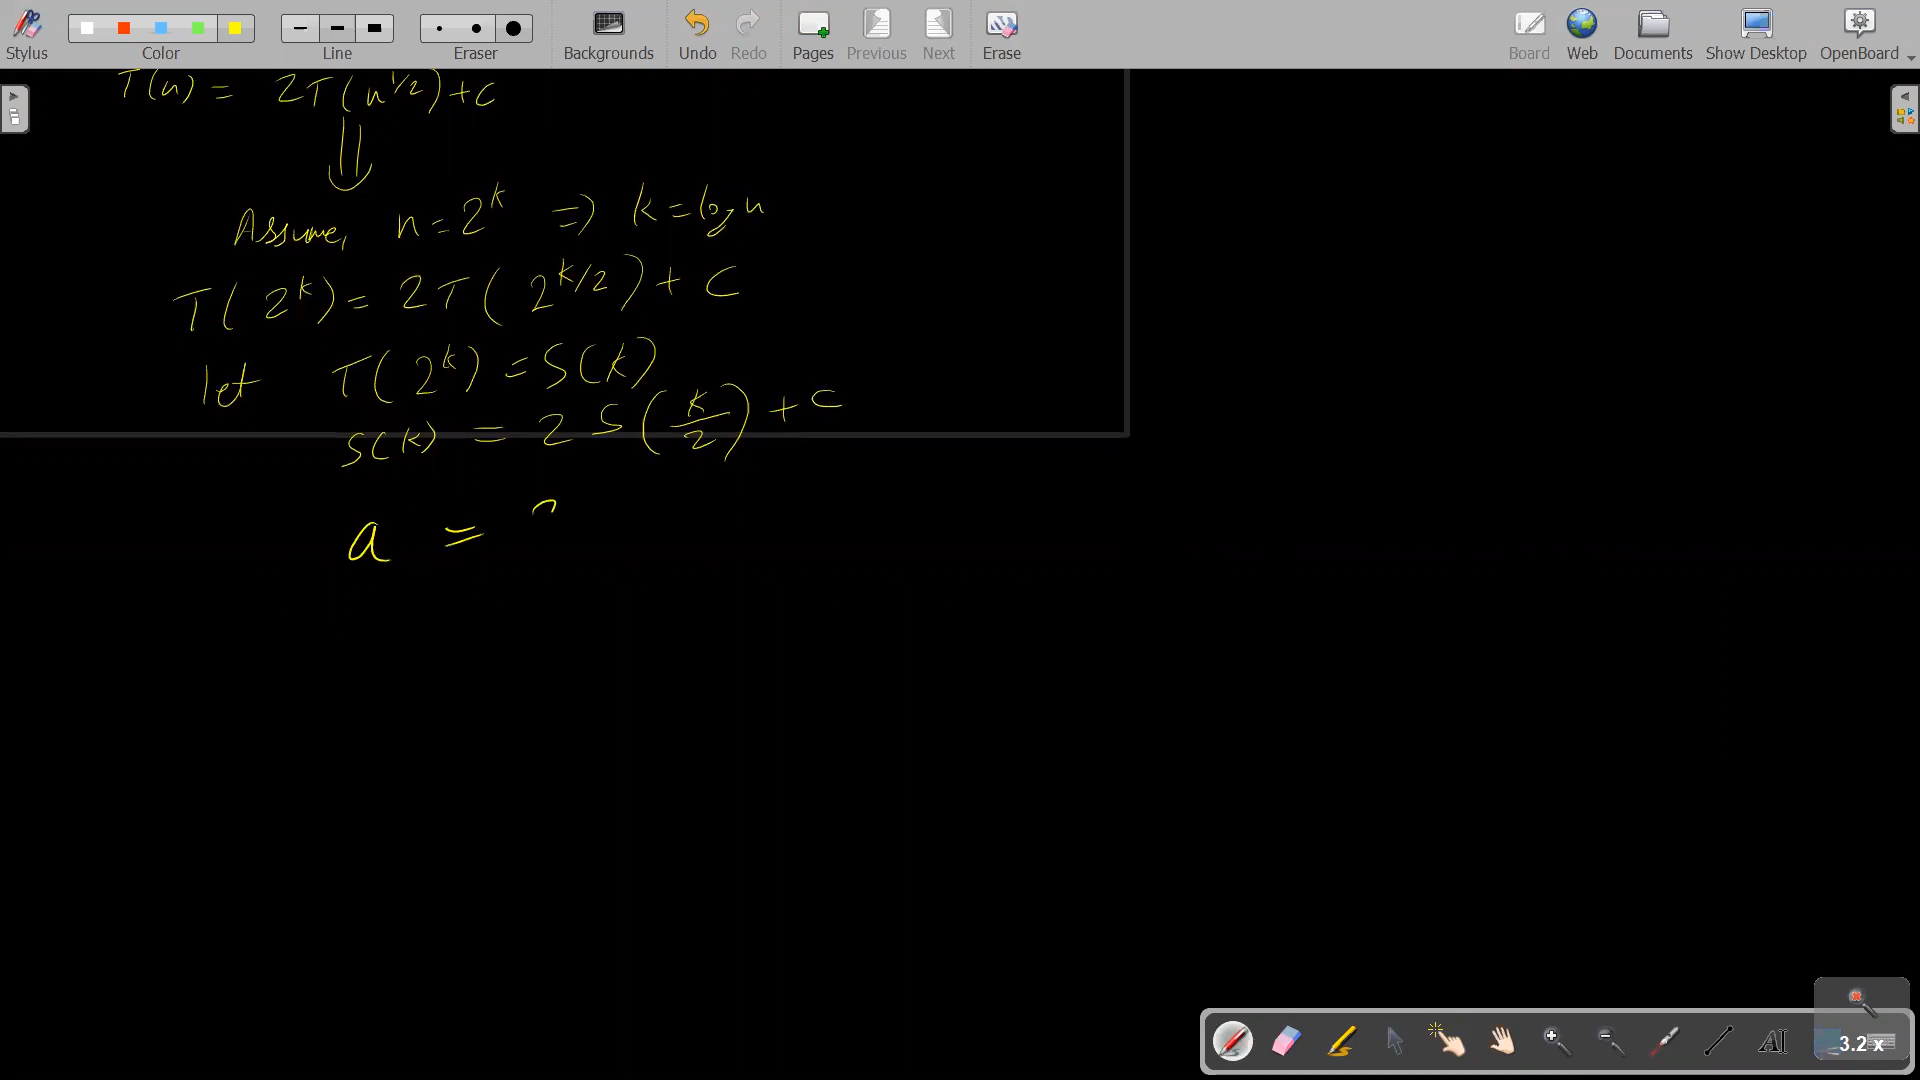 Stylus Color Line Eraser Backgrounds Undo Redo Pages Previous Next Erase Board Web Documents Show Desktop OpenBoard
T(n) = 2T(n^1/2) + C
Assume, n = 2^k => k = log n
T(2^k) = 2T(2^k/2) + C
let T(2^k) = S(k)
S(k) = 2 S(k/2) + C
a =
3.2 x